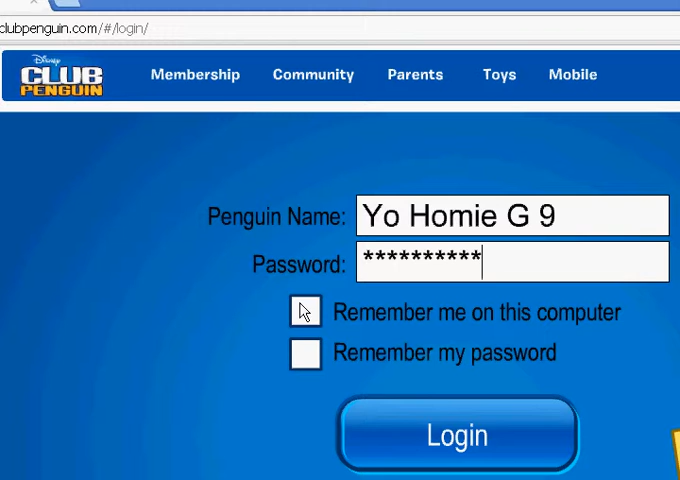 clubpenguin.com/#/login/
Disney
CLUB
PENGUIN
Membership Community Parents Toys Mobile
Penguin Name: Yo Homie G 9
Password: **********
Remember me on this computer
Remember my password
Login